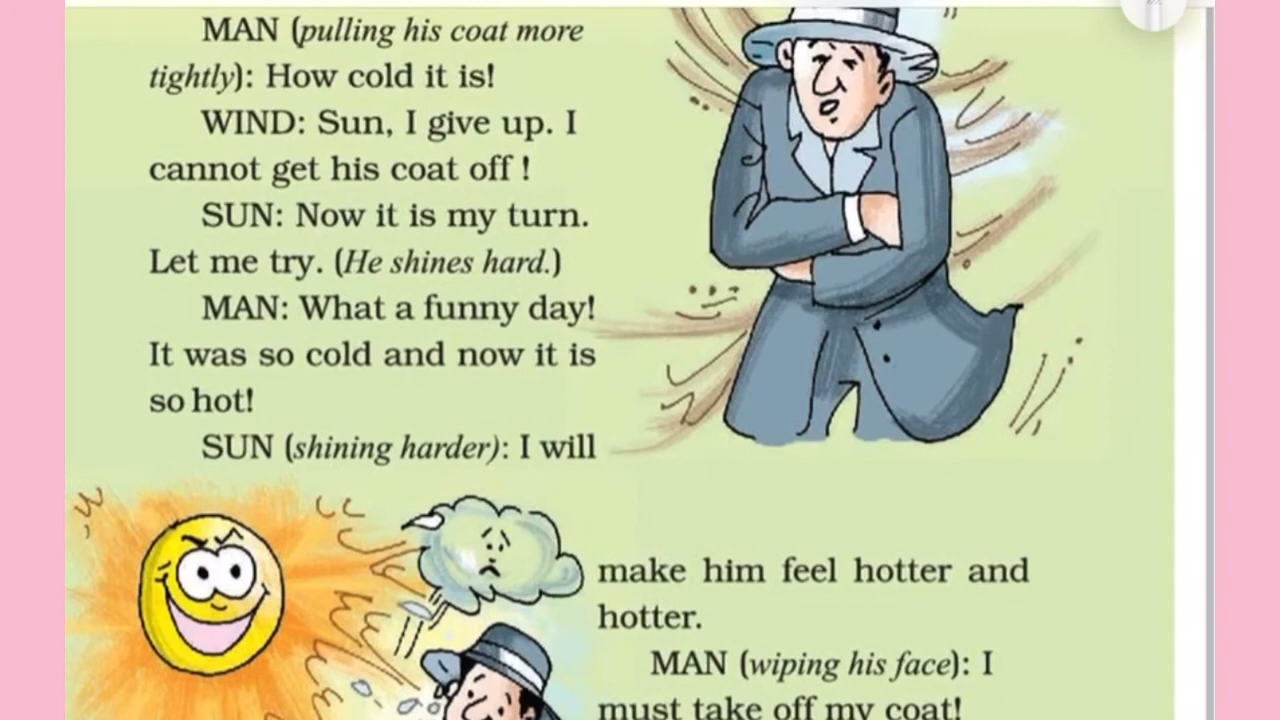 MAN (pulling his coat more
tightly): How cold it is!
WIND: Sun, I give up. I
cannot get his coat off !
SUN: Now it is my turn.
Let me try. (He shines hard.)
MAN: What a funny day!
It was so cold and now it is
so hot!
SUN (shining harder): I will
make him feel hotter and
hotter.
MAN (wiping his face): I
must take off my coat!